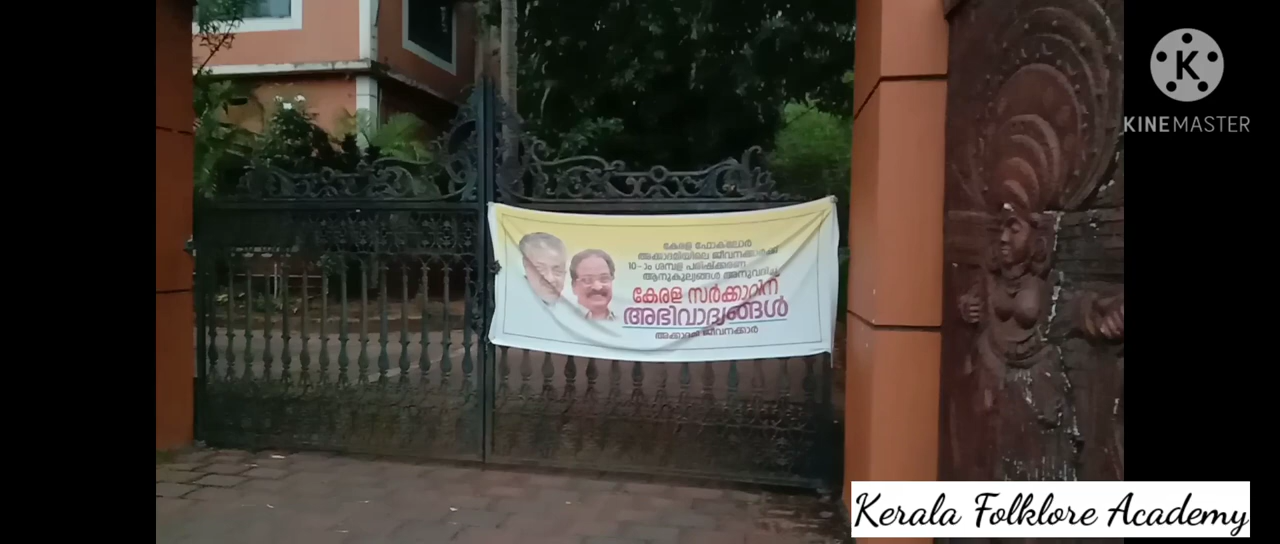 കേരള ഫോക്‌ലോർ
അക്കാദമിയിലെ ജീവനക്കാർക്ക്
10-ാം ശമ്പള പരിഷ്ക്കരണ
ആനുകൂല്യങ്ങൾ അനുവദിച്ച
കേരള സർക്കാറിന്
അഭിവാദ്യങ്ങൾ
അക്കാദമി ജീവനക്കാർ
K
KINEMASTER
Kerala Folklore Academy